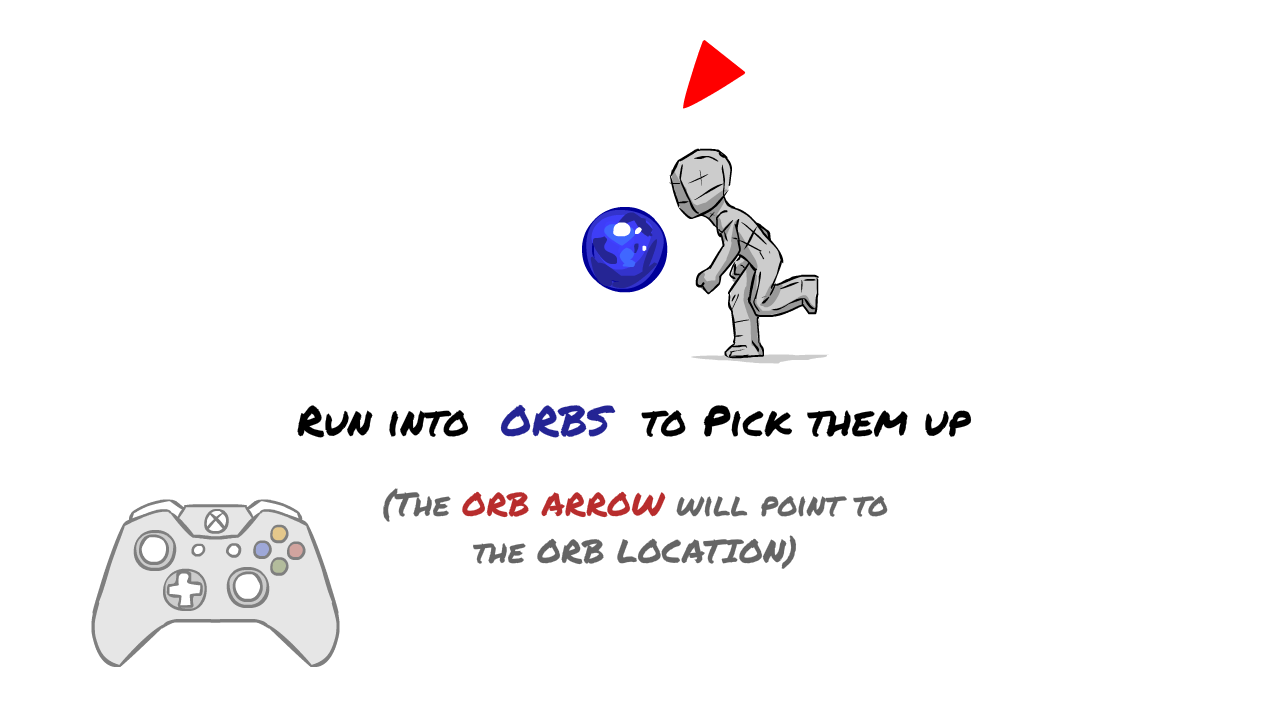 Run into ORBS to Pick them up
(The ORB ARROW will point to
the ORB LOCATION)